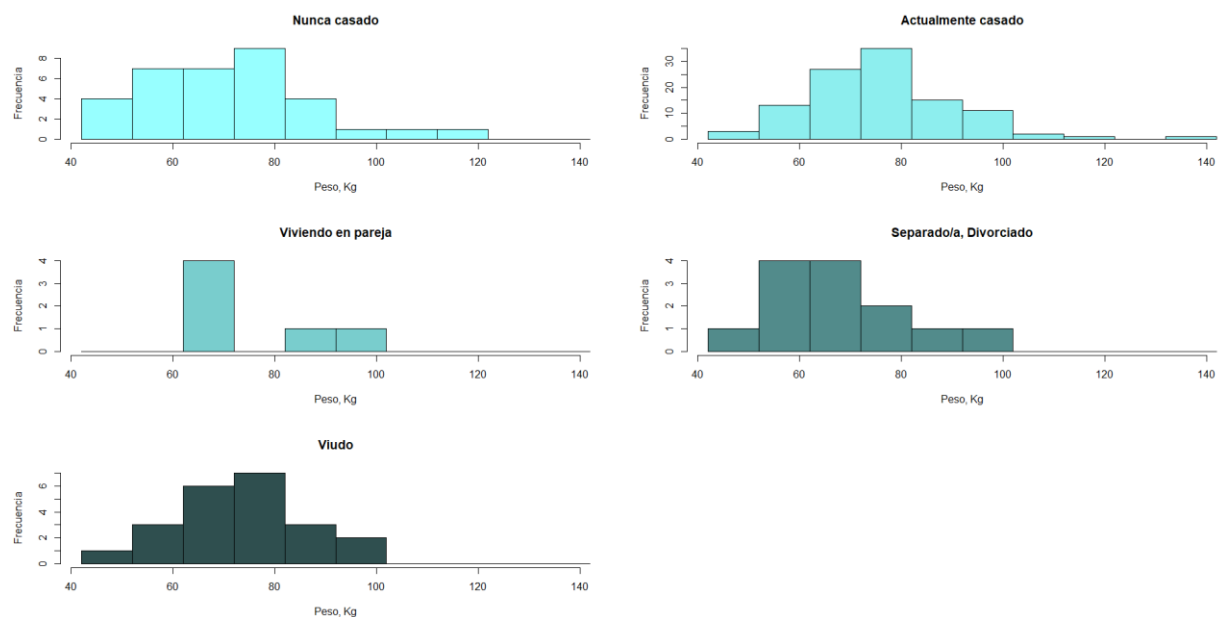 Nunca casado
Frecuencia
0 2 4 6 8
40 60 80 100 120 140
Peso, Kg
Actualmente casado
Frecuencia
0 10 20 30
40 60 80 100 120 140
Peso, Kg
Viviendo en pareja
Frecuencia
0 1 2 3 4
40 60 80 100 120 140
Peso, Kg
Separado/a, Divorciado
Frecuencia
0 1 2 3 4
40 60 80 100 120 140
Peso, Kg
Viudo
Frecuencia
0 2 4 6
40 60 80 100 120 140
Peso, Kg